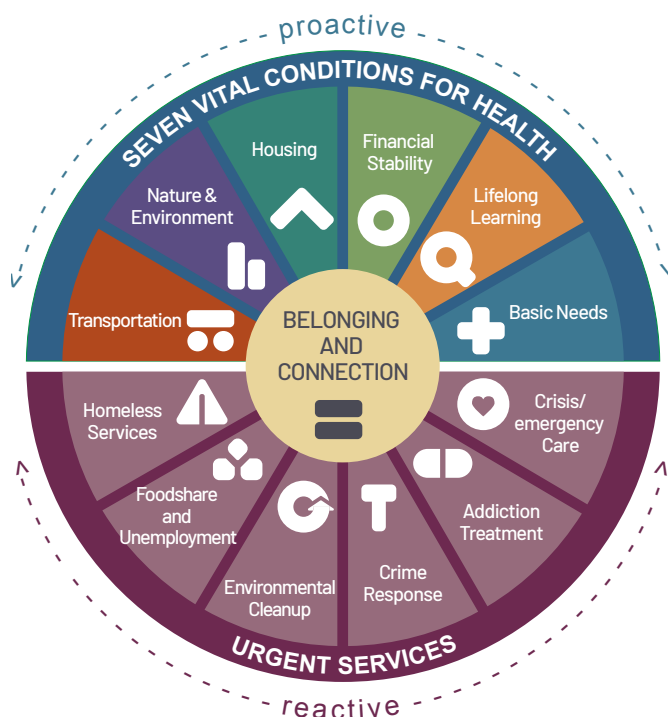 proactive
SEVEN VITAL CONDITIONS FOR HEALTH
Housing
Financial
Stability
Nature &
Environment
Lifelong
Learning
Transportation
Basic Needs
BELONGING
AND
CONNECTION
Homeless
Services
Crisis/
emergency
Care
Foodshare
and
Unemployment
Addiction
Treatment
Environmental
Cleanup
Crime
Response
URGENT SERVICES
reactive